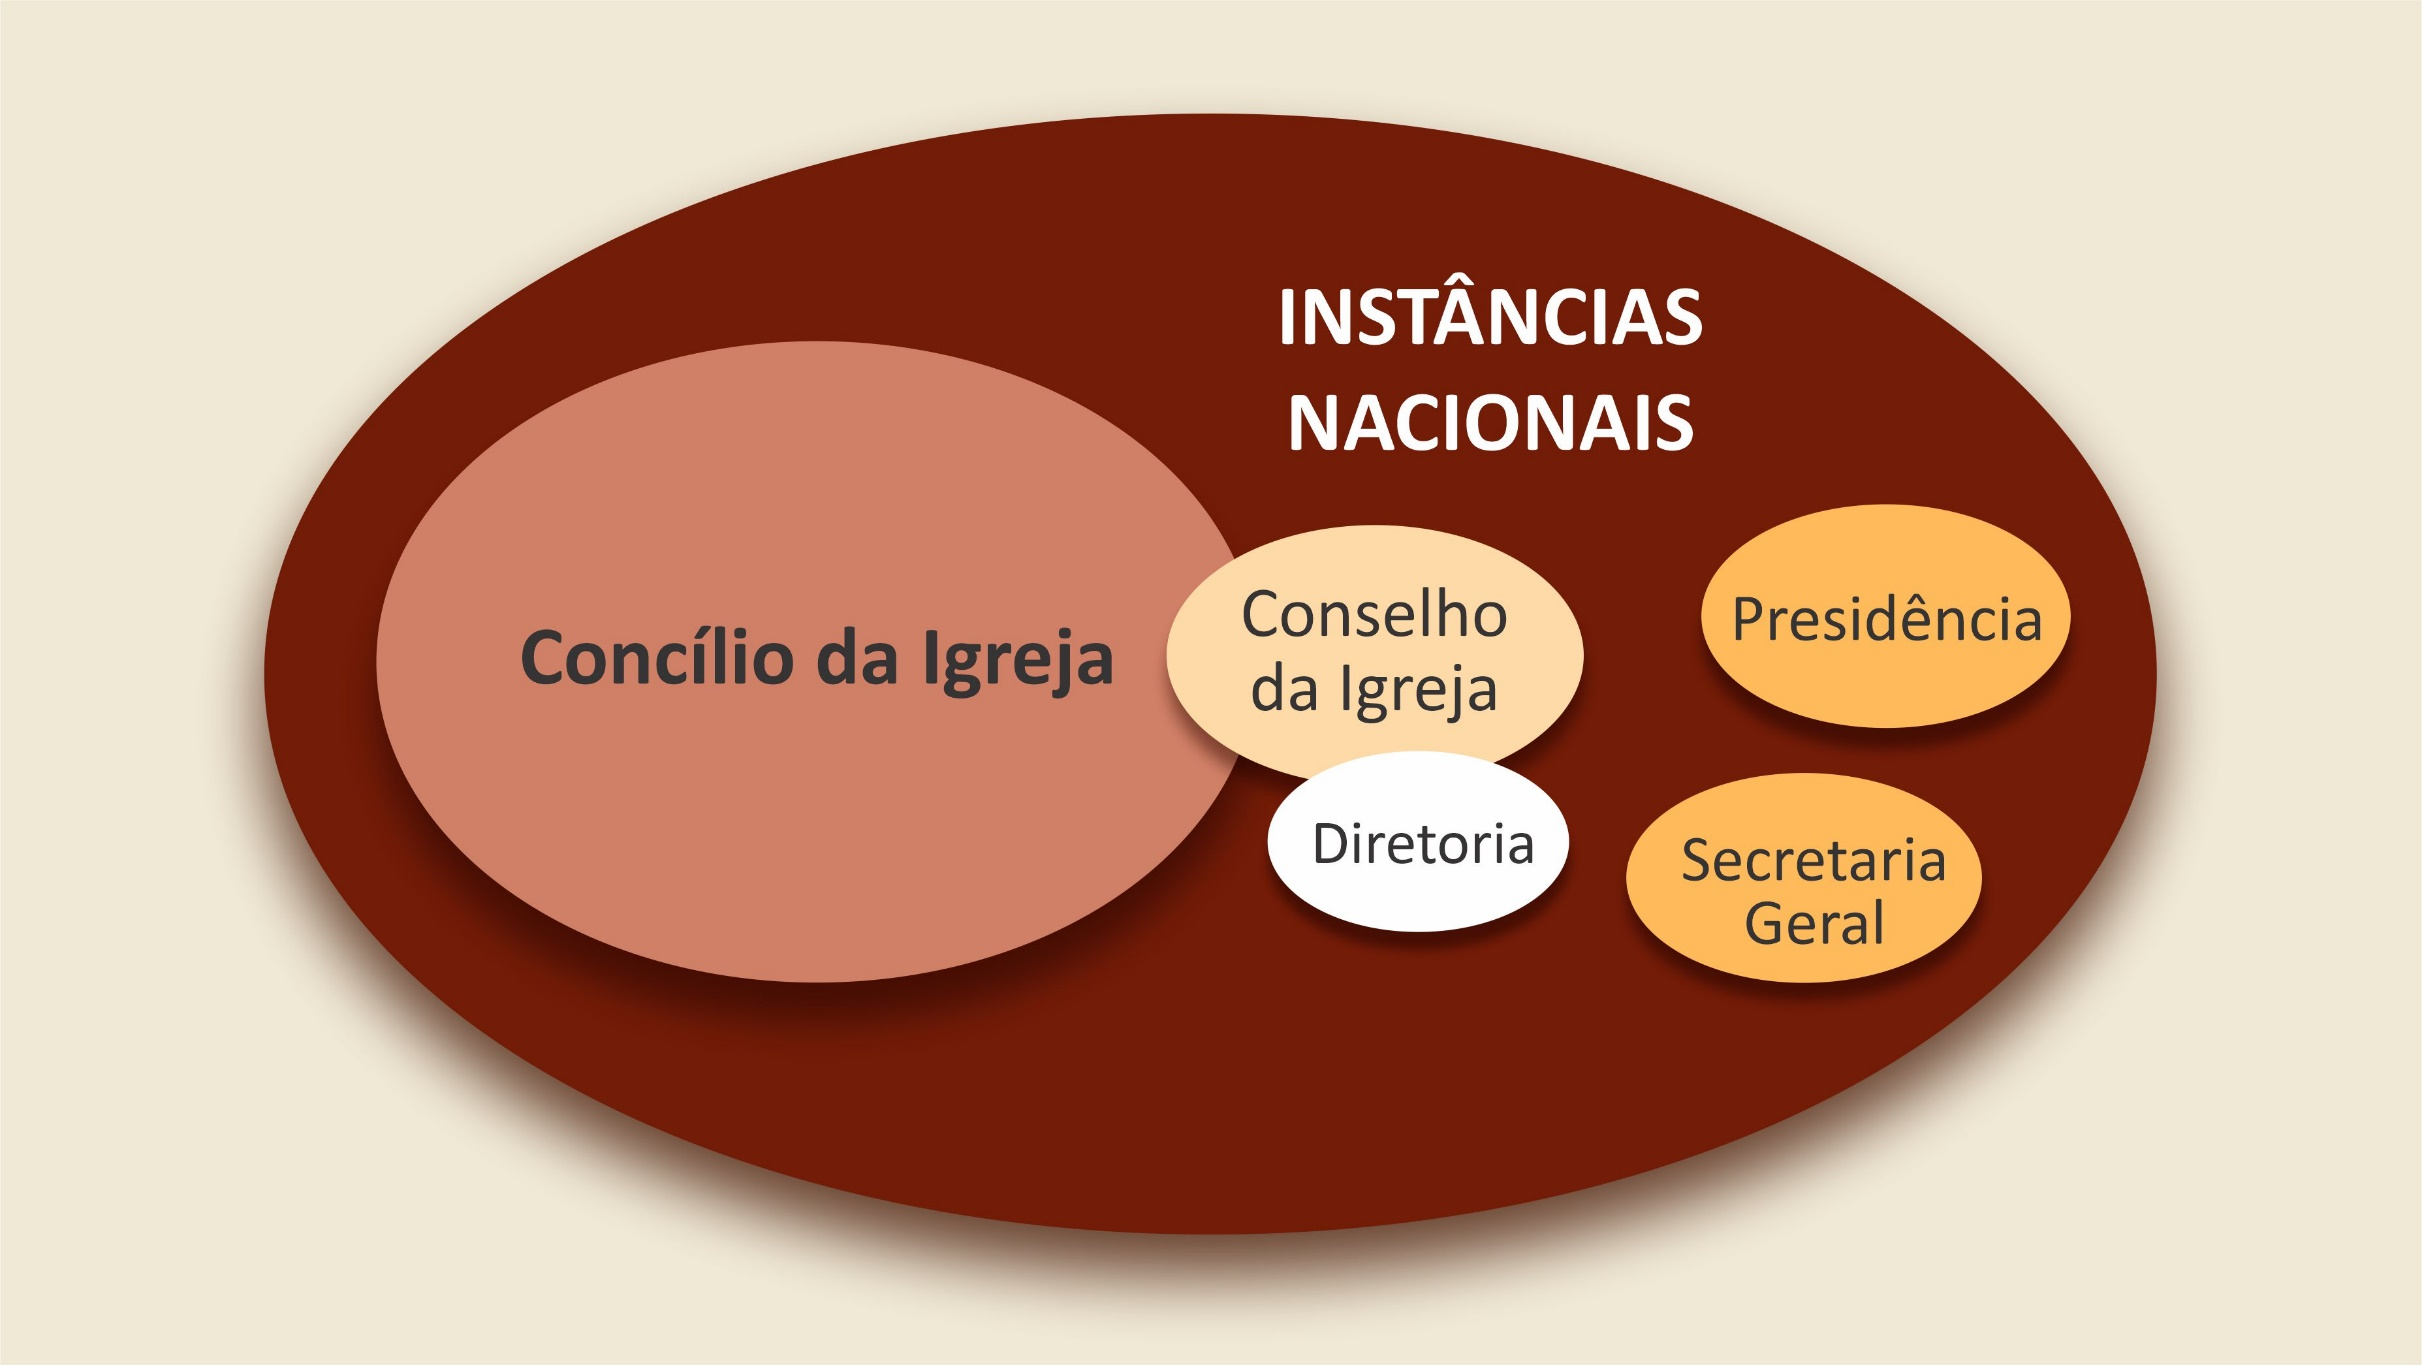 INSTÂNCIAS
NACIONAIS
Concílio da Igreja
Conselho
da Igreja
Presidência
Diretoria
Secretaria
Geral